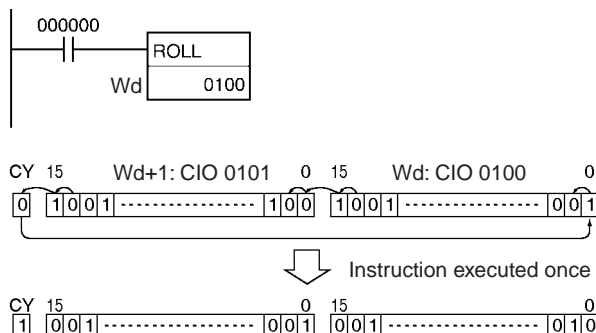 000000
ROLL
Wd 0100
CY 15 Wd+1: CIO 0101 0 15 Wd: CIO 0100 0
0 1 0 0 1 1 0 0 1 0 0 1 0 0 1
Instruction executed once
CY 15 0 15 0
1 0 0 1 0 0 1 0 0 1 0 1 0